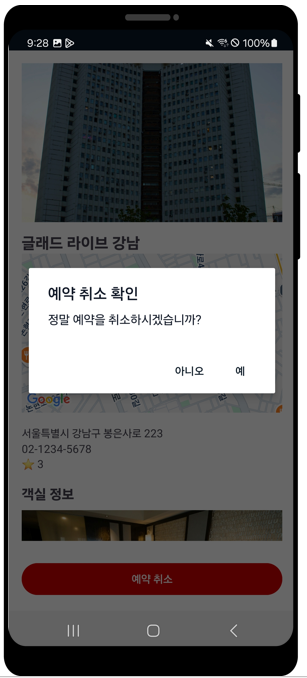 9:28
100%
글래드 라이브 강남
예약 취소 확인
정말 예약을 취소하시겠습니까?
아니오 예
Google
서울특별시 강남구 봉은사로 223
02-1234-5678
3
객실 정보
예약 취소